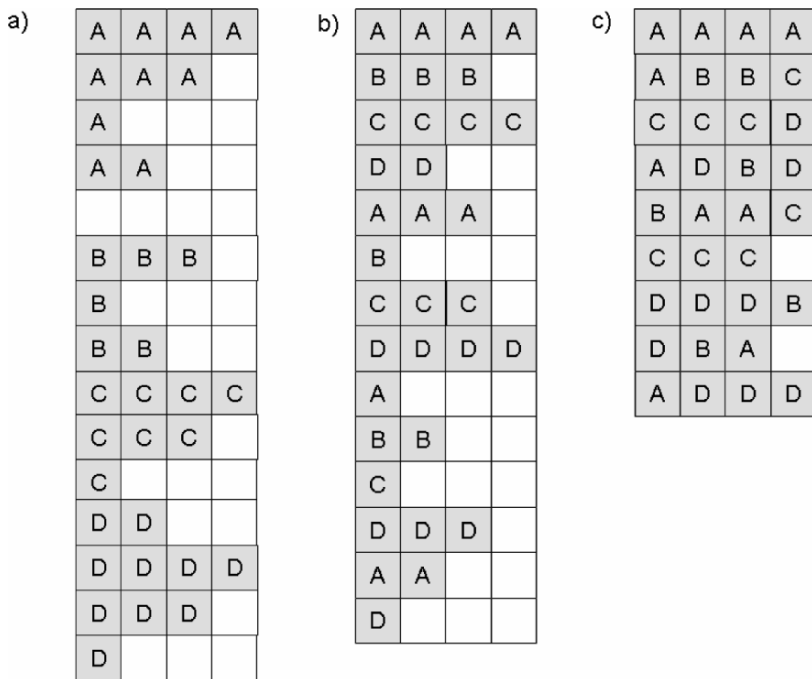 a)
A A A A
A A A
A
A A
B B B
B
B B
C C C C
C C C
C
D D
D D D D
D D D
D
b)
A A A A
B B B
C C C C
D D
A A A
B
C C C
D D D D
A
B B
C
D D D
A A
D
c)
A A A A
A B B C
C C C D
A D B D
B A A C
C C C
D D D B
D B A
A D D D